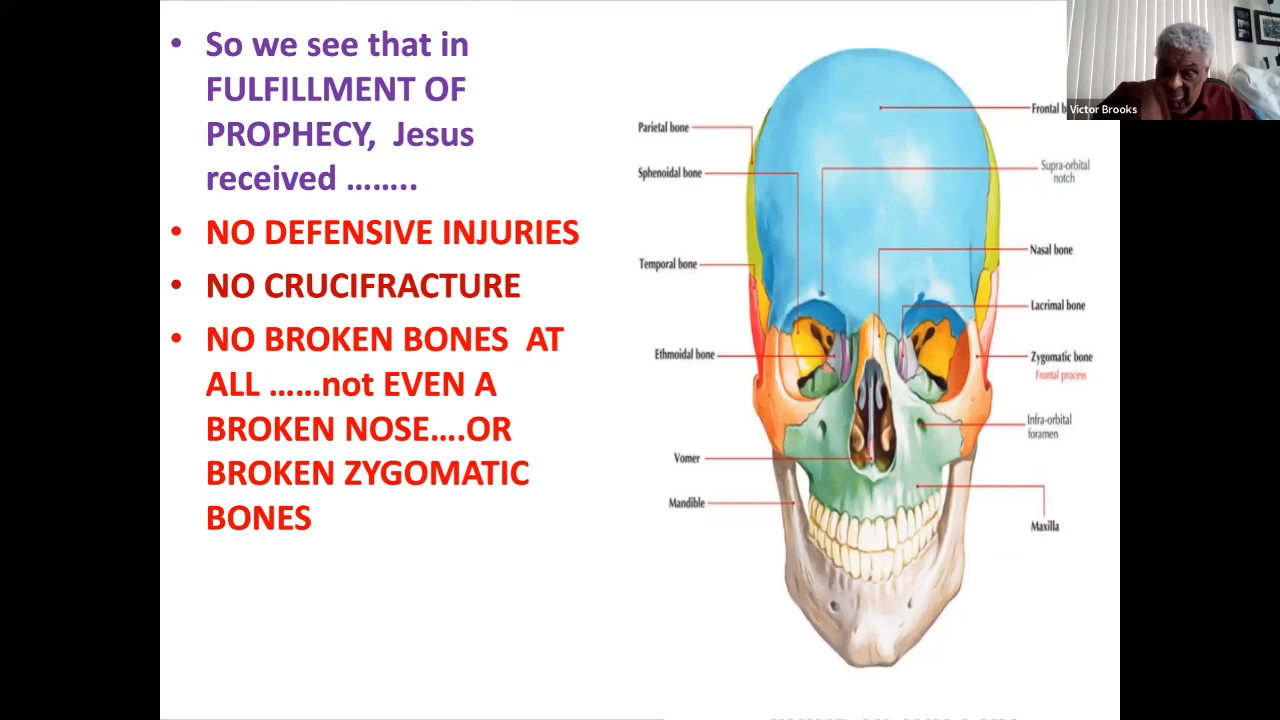 • So we see that in
FULFILLMENT OF
PROPHECY, Jesus
received ……..
• NO DEFENSIVE INJURIES
• NO CRUCIFRACTURE
• NO BROKEN BONES AT
ALL ……not EVEN A
BROKEN NOSE….OR
BROKEN ZYGOMATIC
BONES
Parietal bone
Sphenoidal bone
Temporal bone
Ethmoidal bone
Vomer
Mandible
Frontal
Supra-orbital
notch
Nasal bone
Lacrimal bone
Zygomatic bone
Frontal process
Infra-orbital
foramen
Maxilla
Victor Brooks